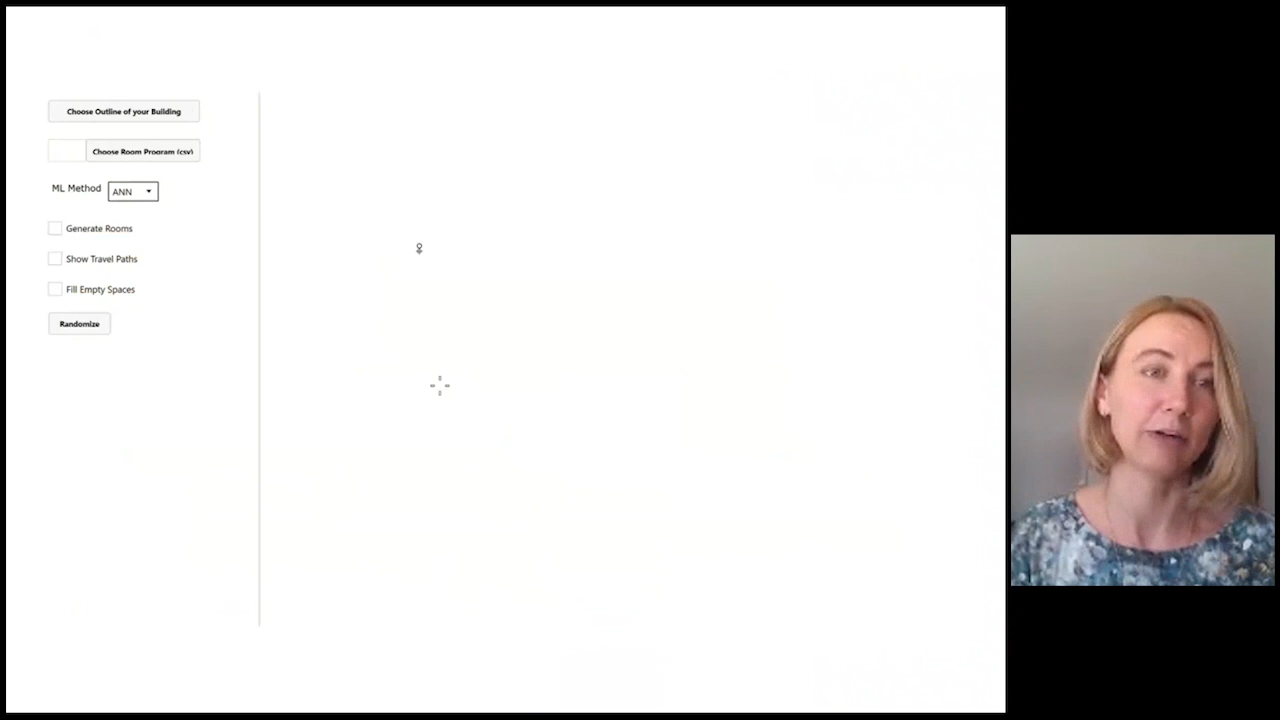 Choose Outline of your Building
Choose Room Program (csv)
ML Method ANN
Generate Rooms
Show Travel Paths
Fill Empty Spaces
Randomize